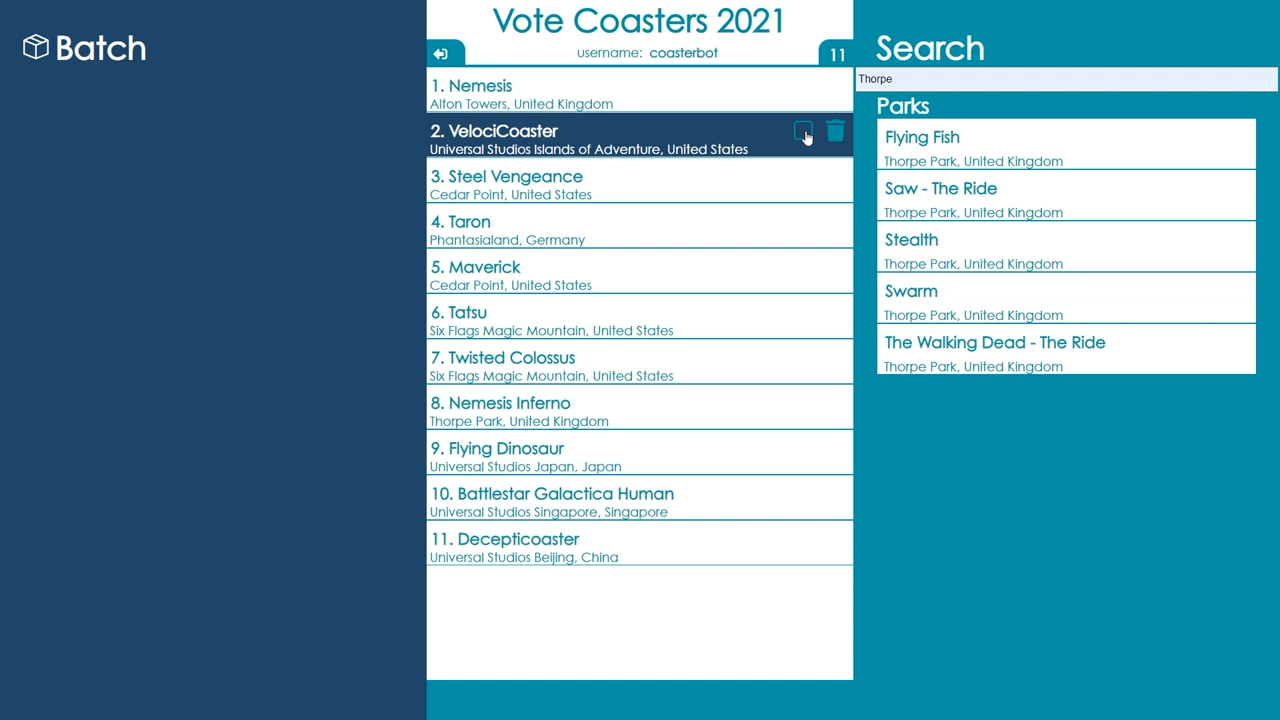 Batch
Vote Coasters 2021
username: coasterbot
11
1. Nemesis
Alton Towers, United Kingdom
2. VelociCoaster
Universal Studios Islands of Adventure, United States
3. Steel Vengeance
Cedar Point, United States
4. Taron
Phantasialand, Germany
5. Maverick
Cedar Point, United States
6. Tatsu
Six Flags Magic Mountain, United States
7. Twisted Colossus
Six Flags Magic Mountain, United States
8. Nemesis Inferno
Thorpe Park, United Kingdom
9. Flying Dinosaur
Universal Studios Japan, Japan
10. Battlestar Galactica Human
Universal Studios Singapore, Singapore
11. Decepticoaster
Universal Studios Beijing, China
Search
Thorpe
Parks
Flying Fish
Thorpe Park, United Kingdom
Saw - The Ride
Thorpe Park, United Kingdom
Stealth
Thorpe Park, United Kingdom
Swarm
Thorpe Park, United Kingdom
The Walking Dead - The Ride
Thorpe Park, United Kingdom